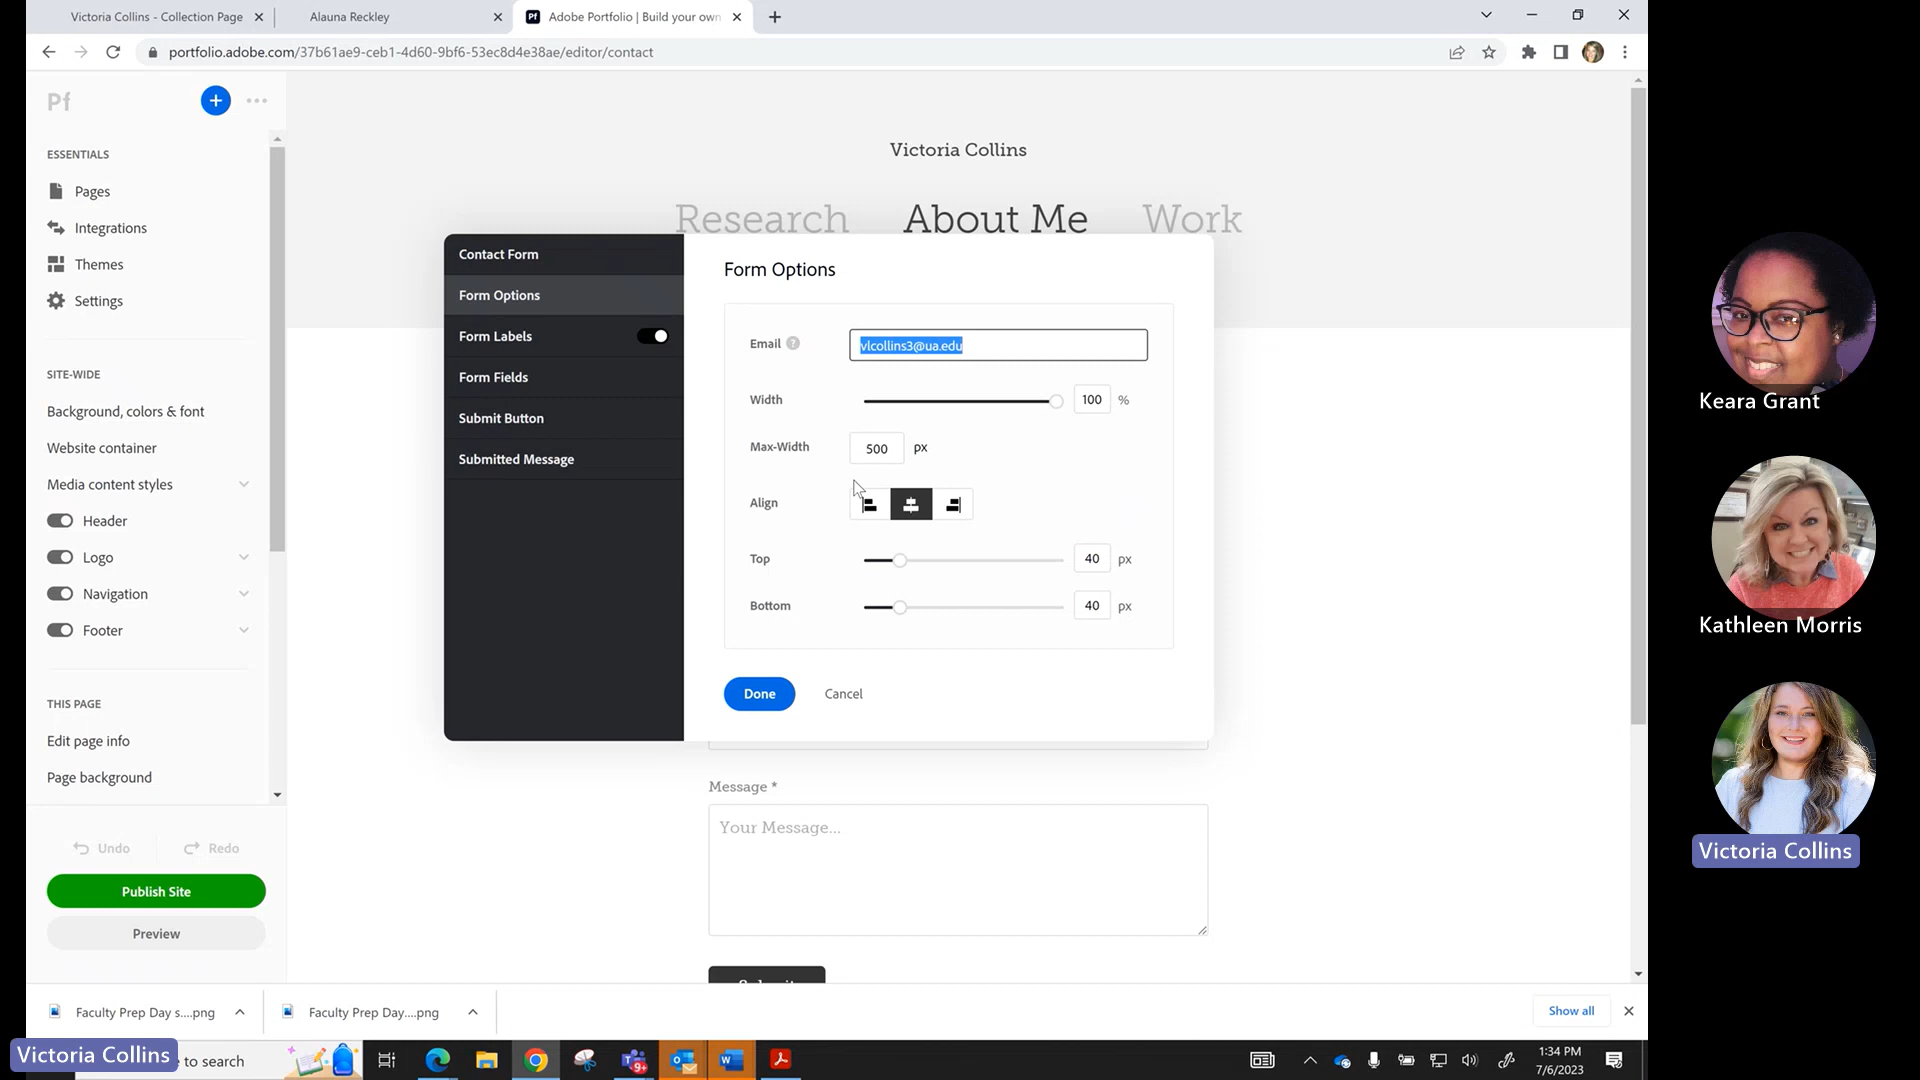 Victoria Collins - Collection Page
Alauna Reckley
Pf Adobe Portfolio | Build your own
portfolio.adobe.com/37b61ae9-ceb1-4d60-9bf6-53ec8d4e38ae/editor/contact
Pf
ESSENTIALS
Pages
Integrations
Themes
Settings
SITE-WIDE
Background, colors & font
Website container
Media content styles
Header
Logo
Navigation
Footer
THIS PAGE
Edit page info
Page background
Undo
Redo
Publish Site
Preview
Victoria Collins
Research About Me Work
Contact Form
Form Options
Form Labels
Form Fields
Submit Button
Submitted Message
Form Options
Email ? vlcollins3@ua.edu
Width 100 %
Max-Width 500 px
Align
Top 40 px
Bottom 40 px
Done
Cancel
Message *
Your Message...
Faculty Prep Day s....png
Faculty Prep Day....png
Show all
Victoria Collins
e to search
1:34 PM
7/6/2023
Keara Grant
Kathleen Morris
Victoria Collins